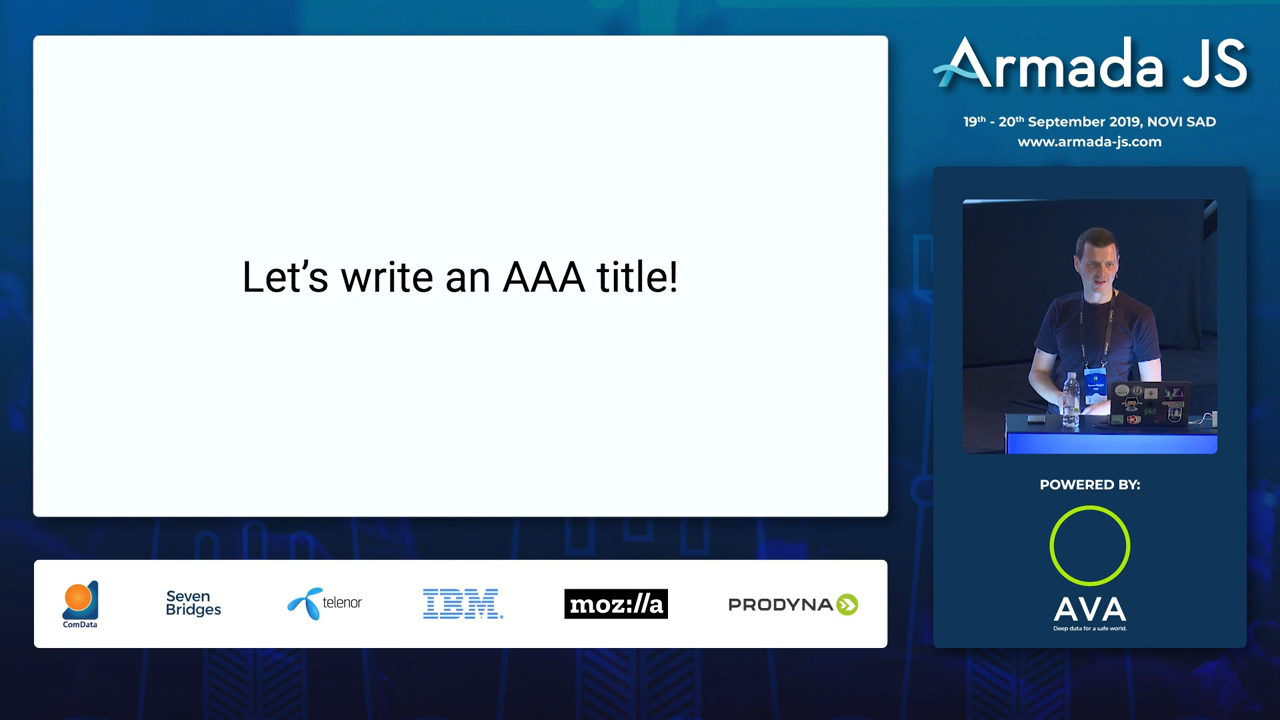 Let’s write an AAA title!
Armada JS
19th - 20th September 2019, NOVI SAD
www.armada-js.com
POWERED BY:
AVA
Deep data for a safe world.
ComData
Seven
Bridges
telenor
IBM
moz://a
PRODYNA